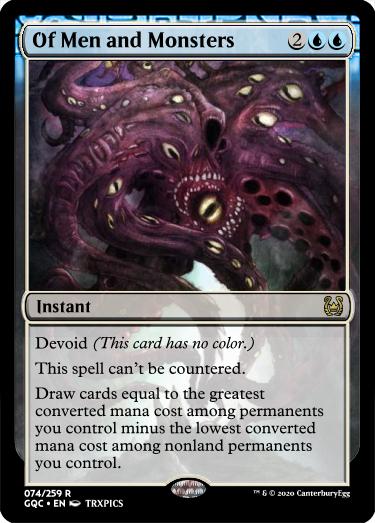 Of Men and Monsters 2
Instant
Devoid (This card has no color.)
This spell can't be countered.
Draw cards equal to the greatest
converted mana cost among permanents
you control minus the lowest converted
mana cost among nonland permanents
you control.
074/259 R
GQC • EN TRXPICS
™ & © 2020 CanterburyEgg